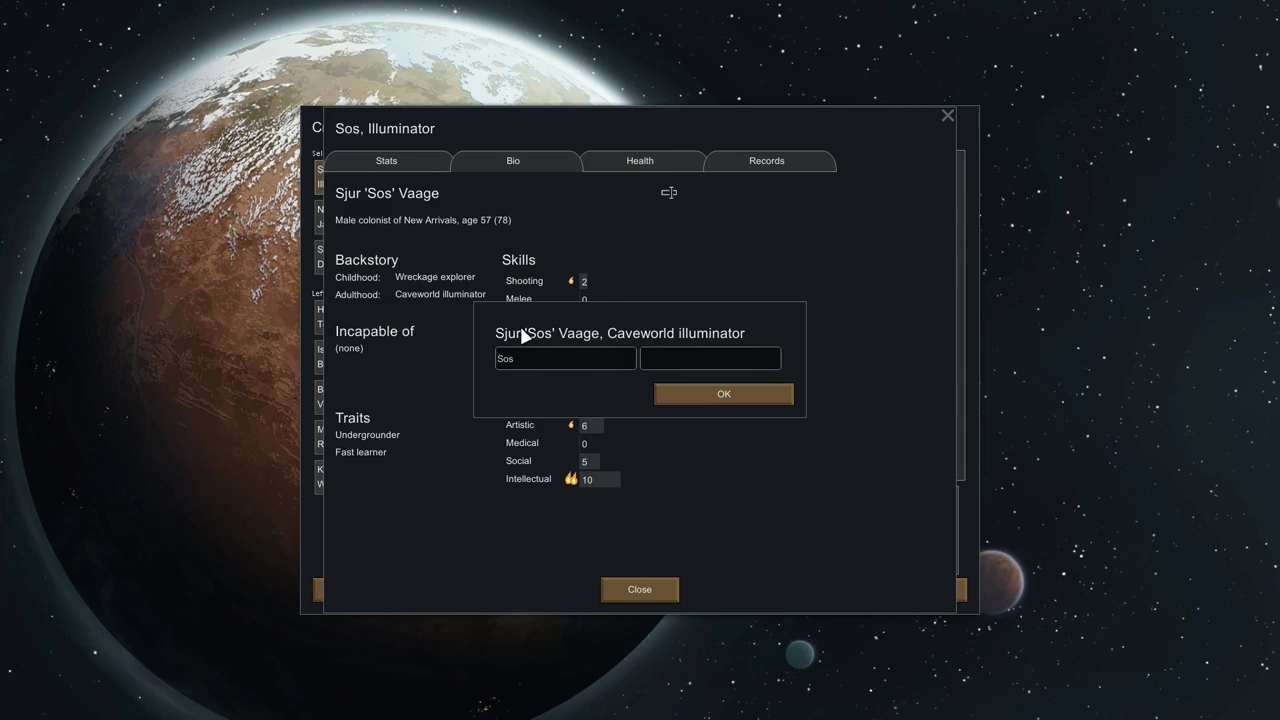 Sos, Illuminator
Stats
Bio
Health
Records
Sjur 'Sos' Vaage
Male colonist of New Arrivals, age 57 (78)
Backstory
Childhood: Wreckage explorer
Adulthood: Caveworld illuminator
Incapable of
(none)
Traits
Undergrounder
Fast learner
Skills
Shooting 2
Melee 0
Sjur 'Sos' Vaage, Caveworld illuminator
Sos
OK
Artistic 6
Medical 0
Social 5
Intellectual 10
Close